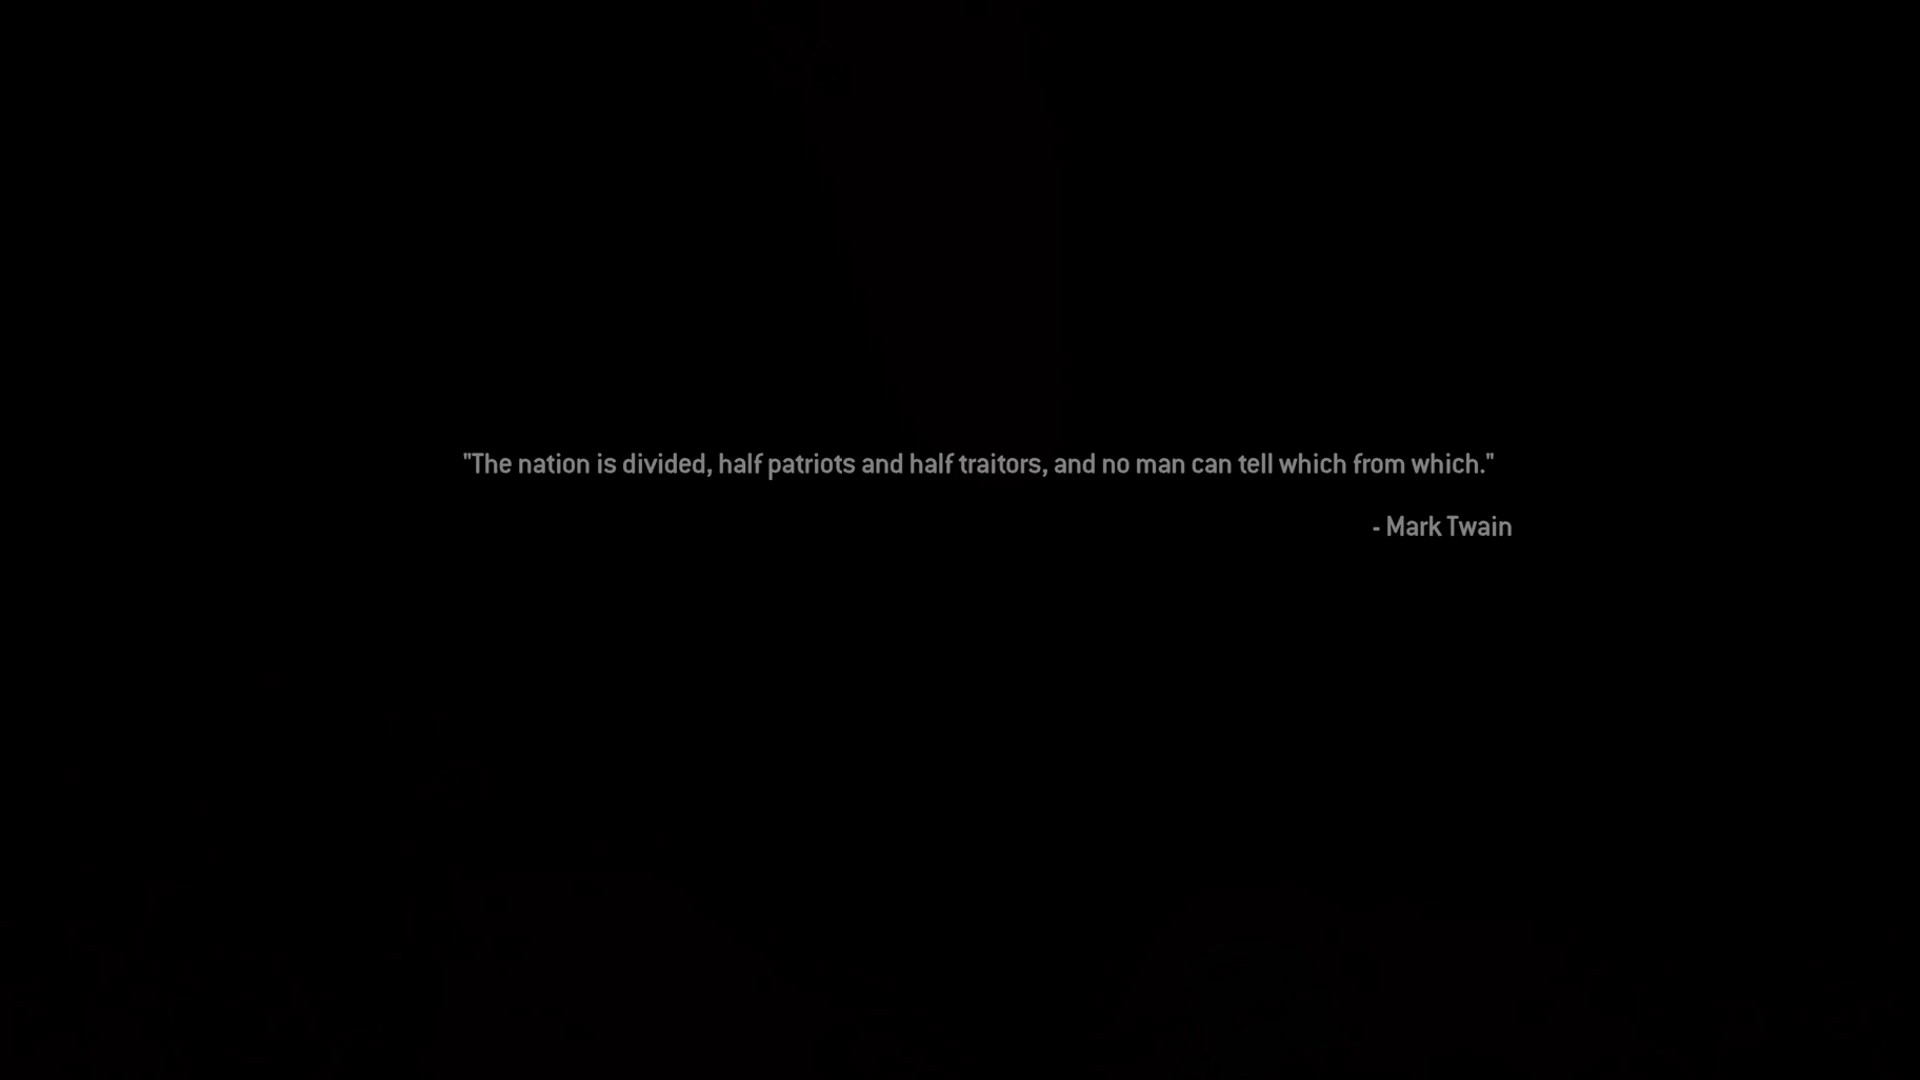 "The nation is divided, half patriots and half traitors, and no man can tell which from which."
- Mark Twain